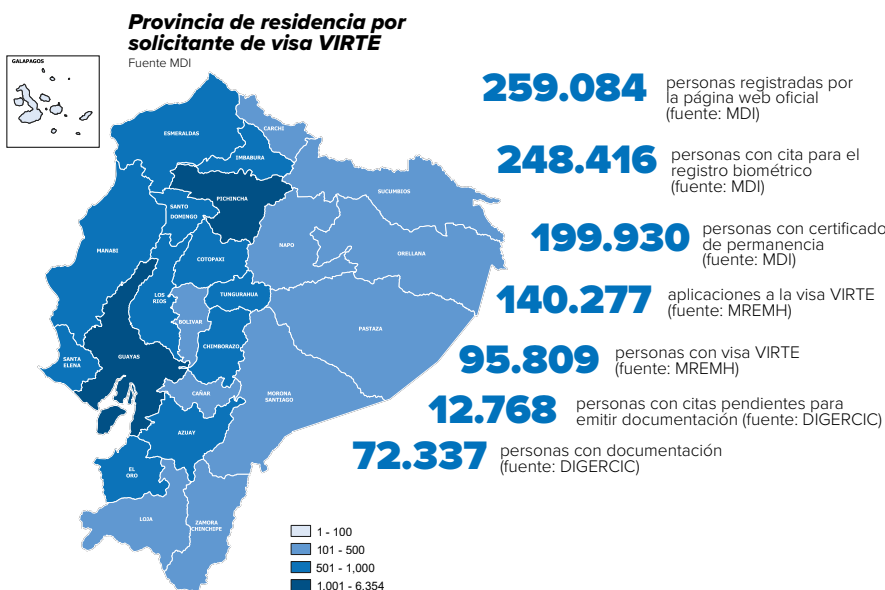 Provincia de residencia por
solicitante de visa VIRTE
Fuente MDI
GALAPAGOS
ESMERALDAS
CARCHI
IMBABURA
SUCUMBIOS
PICHINCHA
SANTO
DOMINGO
MANABI
NAPO
ORELLANA
COTOPAXI
LOS
RIOS
TUNGURAHUA
BOLIVAR
PASTAZA
CHIMBORAZO
GUAYAS
SANTA
ELENA
CAÑAR
MORONA
SANTIAGO
AZUAY
EL
ORO
LOJA
ZAMORA
CHINCHIPE
1 - 100
101 - 500
501 - 1,000
1,001 - 6,354
259.084
personas registradas por
la página web oficial
(fuente: MDI)
248.416
personas con cita para el
registro biométrico
(fuente: MDI)
199.930
personas con certificado
de permanencia
(fuente: MDI)
140.277
aplicaciones a la visa VIRTE
(fuente: MREMH)
95.809
personas con visa VIRTE
(fuente: MREMH)
12.768
personas con citas pendientes para
emitir documentación (fuente: DIGERCIC)
72.337
personas con documentación
(fuente: DIGERCIC)